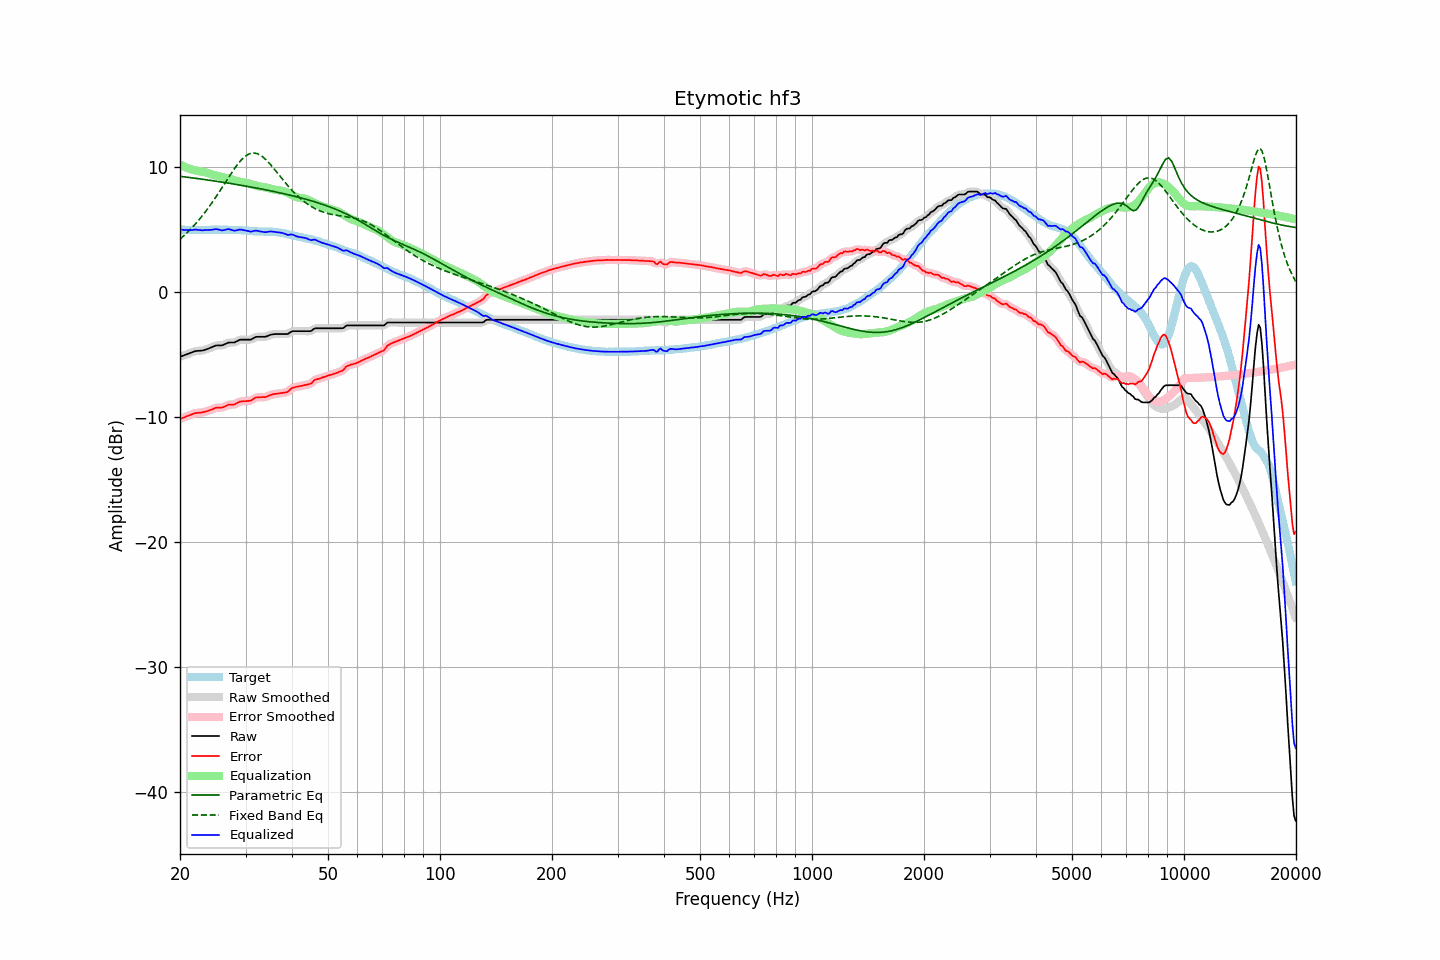 Etymotic hf3
10
0
−10
−20
−30
−40
Amplitude (dBr)
Target
Raw Smoothed
Error Smoothed
Raw
Error
Equalization
Parametric Eq
Fixed Band Eq
Equalized
20 50 100 200 500 1000 2000 5000 10000 20000
Frequency (Hz)